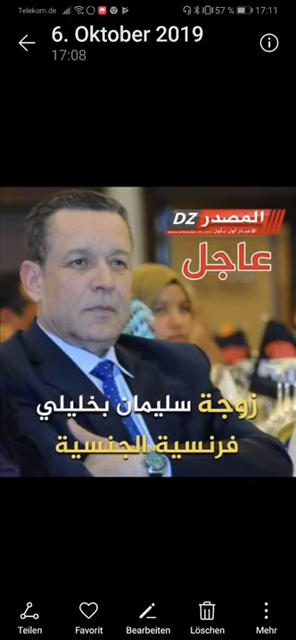 Telekom.de
57 %
17:11
6. Oktober 2019
17:08
المصدر DZ
عاجل
زوجة سليمان بخليلي
فرنسية الجنسية
Teilen
Favorit
Bearbeiten
Löschen
Mehr